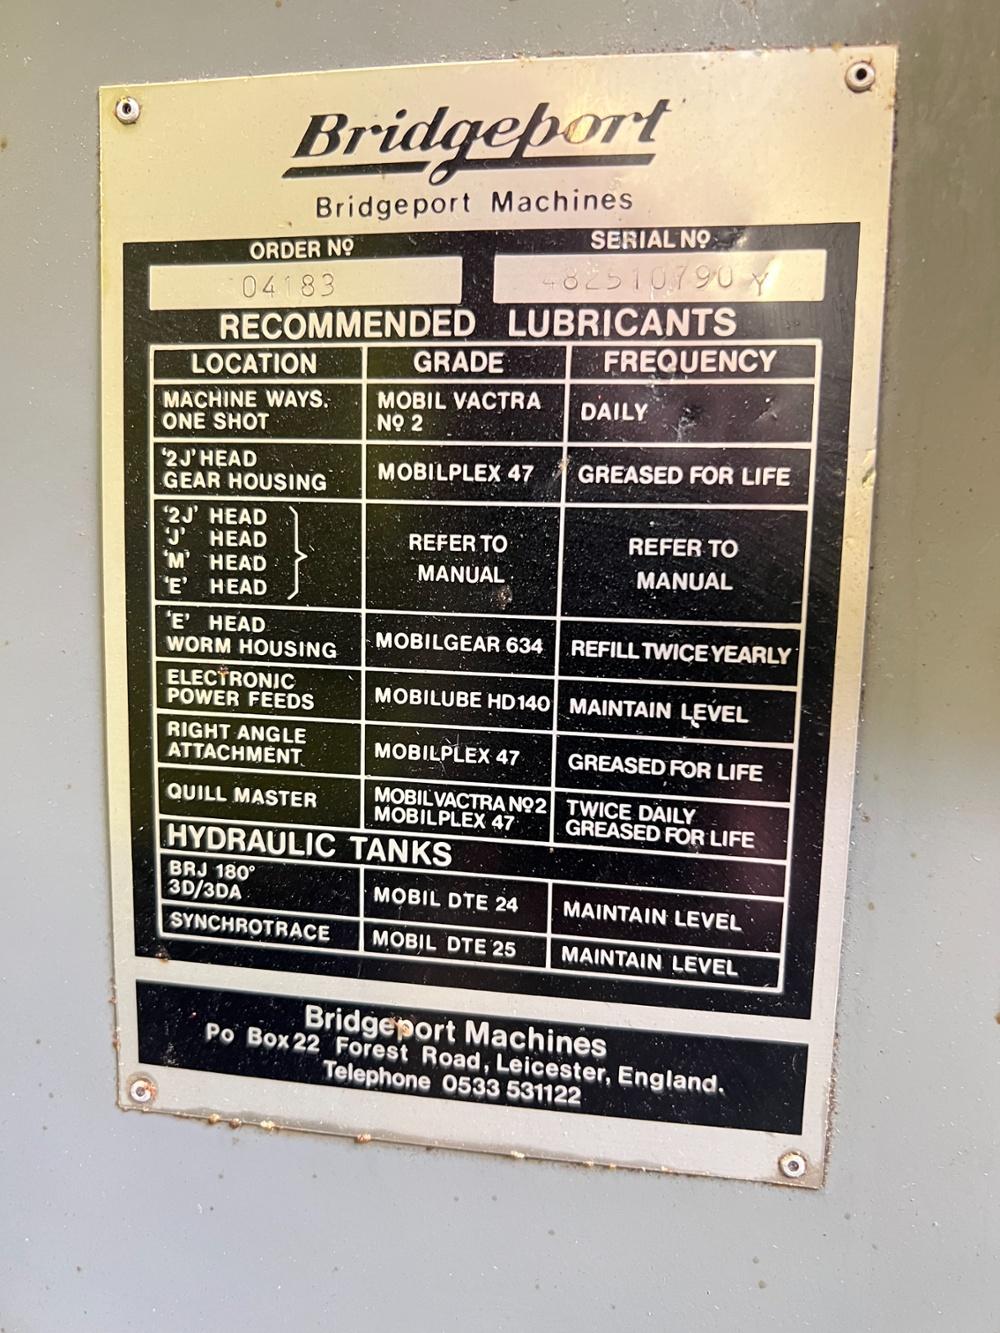 Bridgeport
Bridgeport Machines
ORDER Nº SERIAL Nº
04183 482510790 Y
RECOMMENDED LUBRICANTS
LOCATION GRADE FREQUENCY
MACHINE WAYS. MOBIL VACTRA DAILY
ONE SHOT Nº 2
'2J' HEAD MOBILPLEX 47 GREASED FOR LIFE
GEAR HOUSING
'2J' HEAD
'J' HEAD REFER TO REFER TO
'M' HEAD MANUAL MANUAL
'E' HEAD
'E' HEAD MOBILGEAR 634 REFILL TWICE YEARLY
WORM HOUSING
ELECTRONIC MOBILUBE HD140 MAINTAIN LEVEL
POWER FEEDS
RIGHT ANGLE MOBILPLEX 47 GREASED FOR LIFE
ATTACHMENT
QUILL MASTER MOBIL VACTRA Nº2 TWICE DAILY
MOBILPLEX 47 GREASED FOR LIFE
HYDRAULIC TANKS
BRJ 180° MOBIL DTE 24 MAINTAIN LEVEL
3D/3DA
SYNCHROTRACE MOBIL DTE 25 MAINTAIN LEVEL
Bridgeport Machines
Po Box 22 Forest Road, Leicester, England.
Telephone 0533 531122